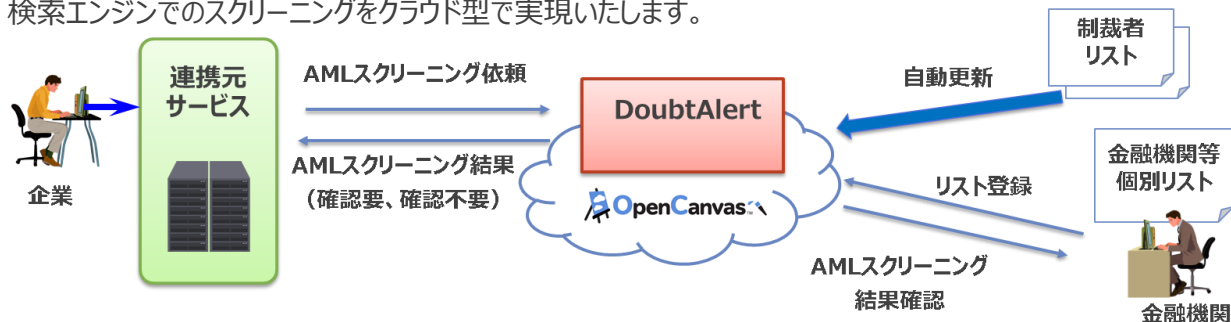 検索エンジンでのスクリーニングをクラウド型で実現いたします。
企業
連携元
サービス
AMLスクリーニング依頼
AMLスクリーニング結果
（確認要、確認不要）
DoubtAlert
OpenCanvas
自動更新
制裁者
リスト
リスト登録
金融機関等
個別リスト
AMLスクリーニング
結果確認
金融機関